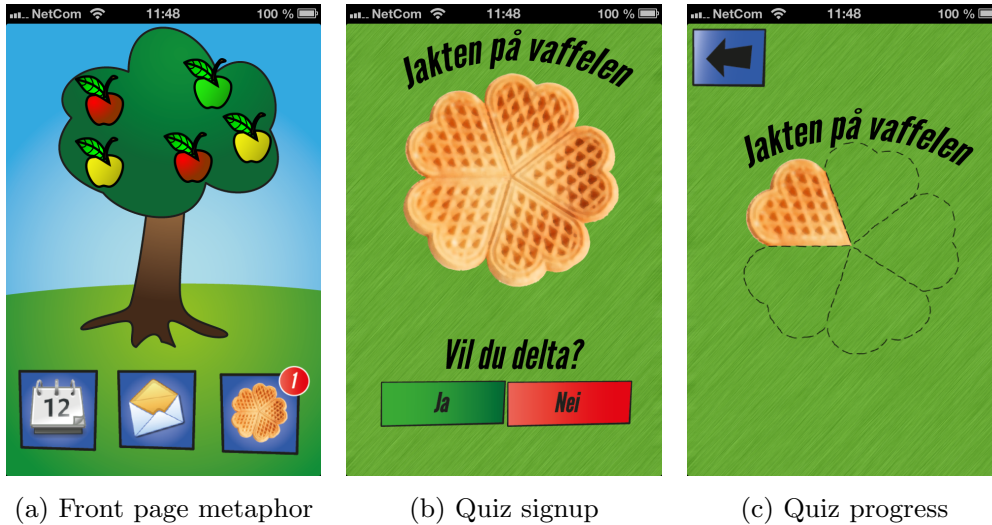 NetCom 11:48 100 %
1
12
(a) Front page metaphor
NetCom 11:48 100 %
Jakten på vaffelen
Vil du delta?
Ja Nei
(b) Quiz signup
NetCom 11:48 100 %
Jakten på vaffelen
(c) Quiz progress